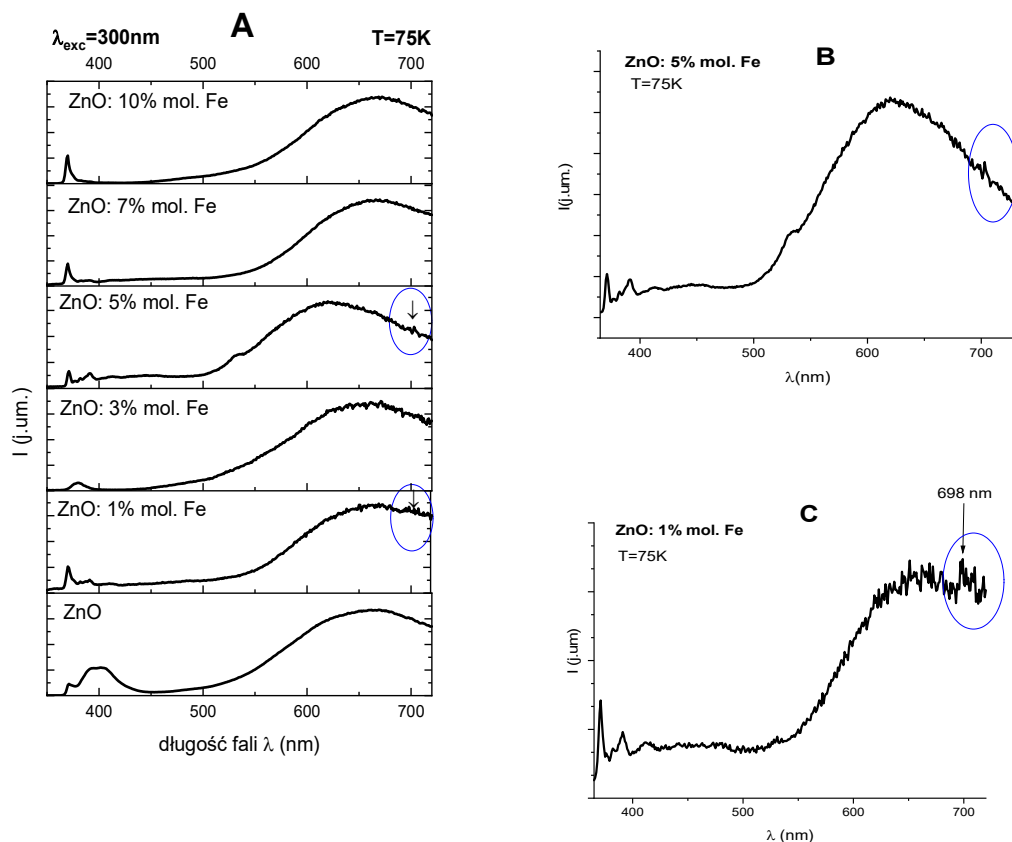 A
λexc=300nm T=75K
400 500 600 700
ZnO: 10% mol. Fe
ZnO: 7% mol. Fe
ZnO: 5% mol. Fe
↓
ZnO: 3% mol. Fe
ZnO: 1% mol. Fe
↓
ZnO
I (j.um.)
400 500 600 700
długość fali λ (nm)
B
ZnO: 5% mol. Fe
T=75K
I(j.um.)
400 500 600 700
λ(nm)
698 nm
C
ZnO: 1% mol. Fe
T=75K
I (j.um)
400 500 600 700
λ (nm)